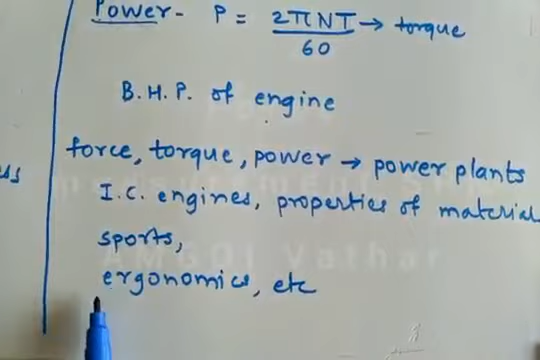 Power - P = 2πNT / 60 → torque
B.H.P. of engine
force, torque, power → power plants
I.C. engines, properties of material
sports,
ergonomics, etc